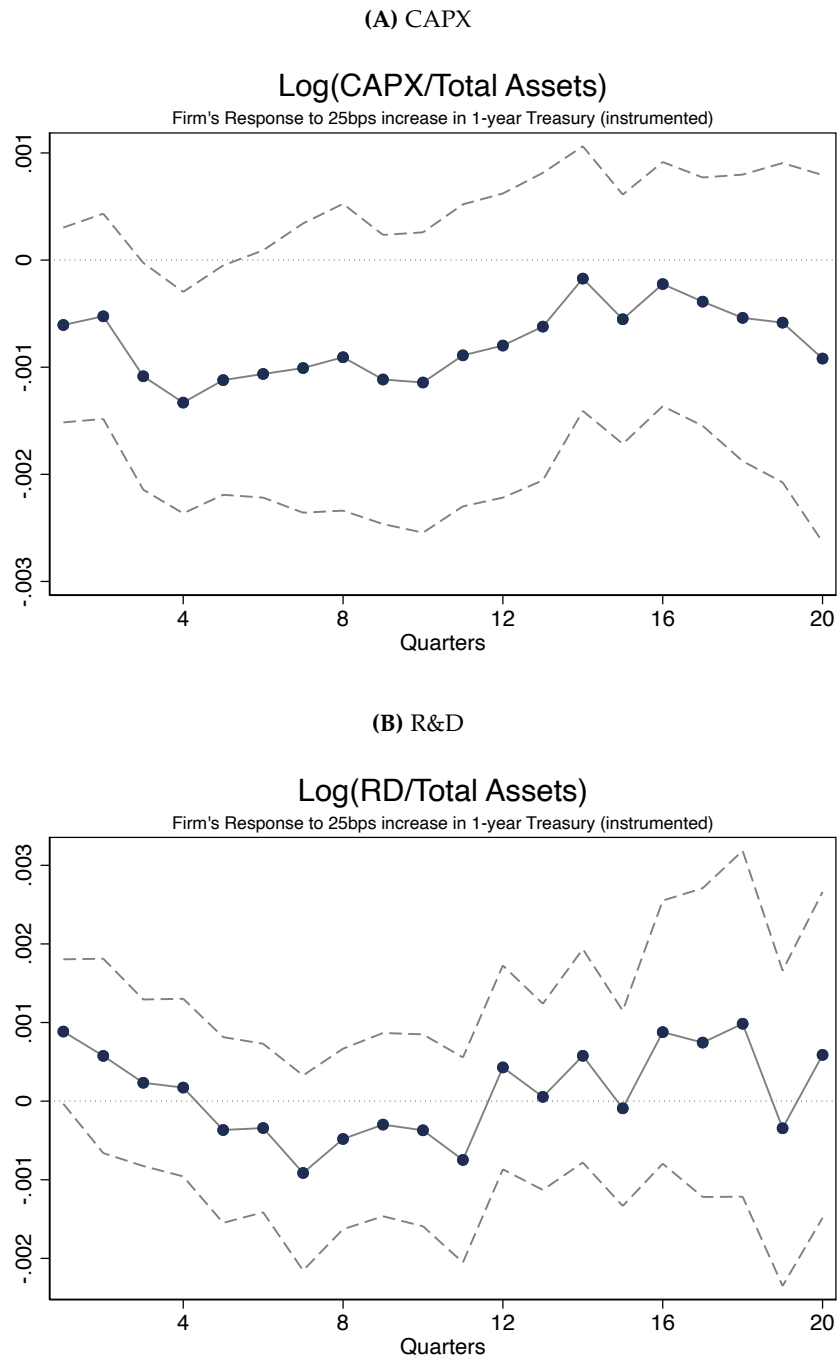 (A) CAPX
Log(CAPX/Total Assets)
Firm's Response to 25bps increase in 1-year Treasury (instrumented)
.001
0
-.001
-.002
-.003
4 8 12 16 20
Quarters
(B) R&D
Log(RD/Total Assets)
Firm's Response to 25bps increase in 1-year Treasury (instrumented)
.003
.002
.001
0
-.001
-.002
4 8 12 16 20
Quarters